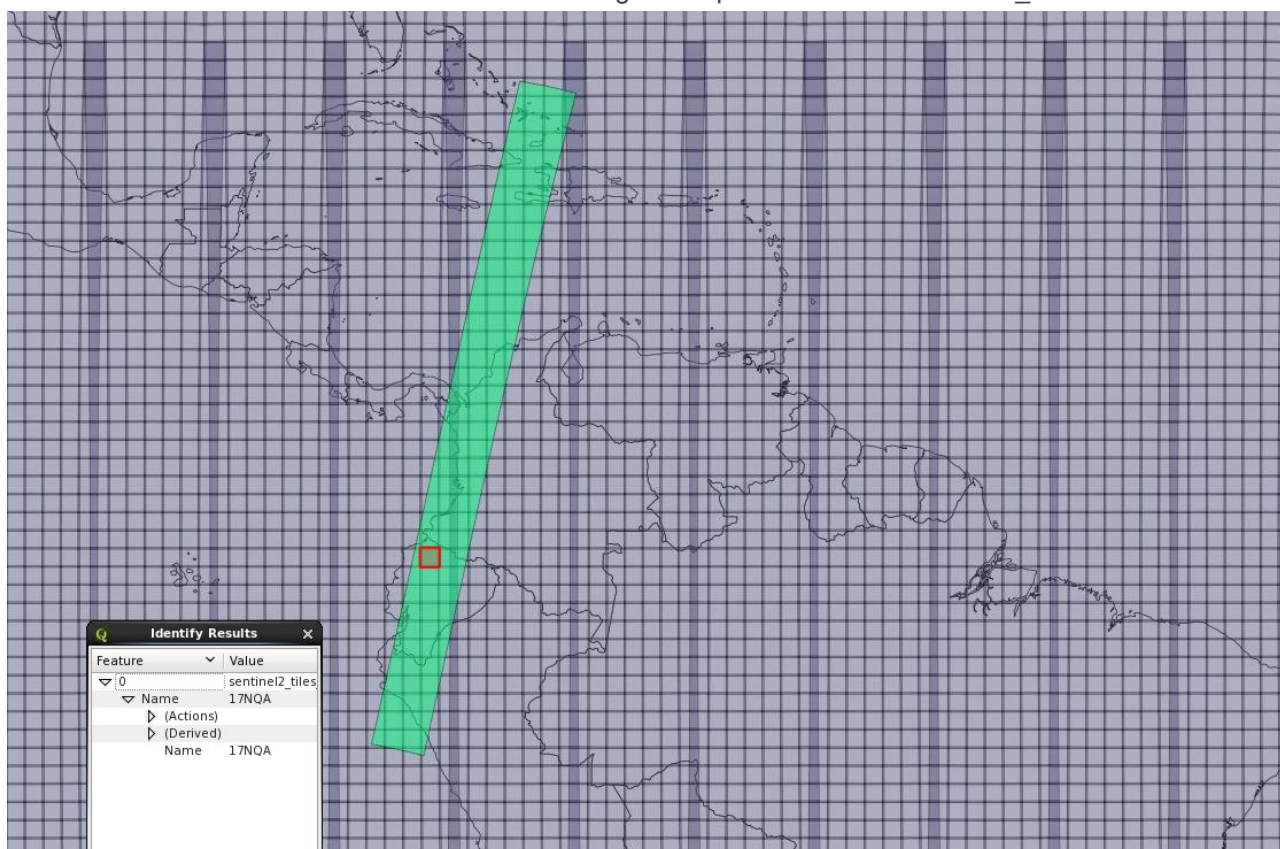 Identify Results
Feature Value
0 sentinel2_tiles
Name 17NQA
(Actions)
(Derived)
Name 17NQA